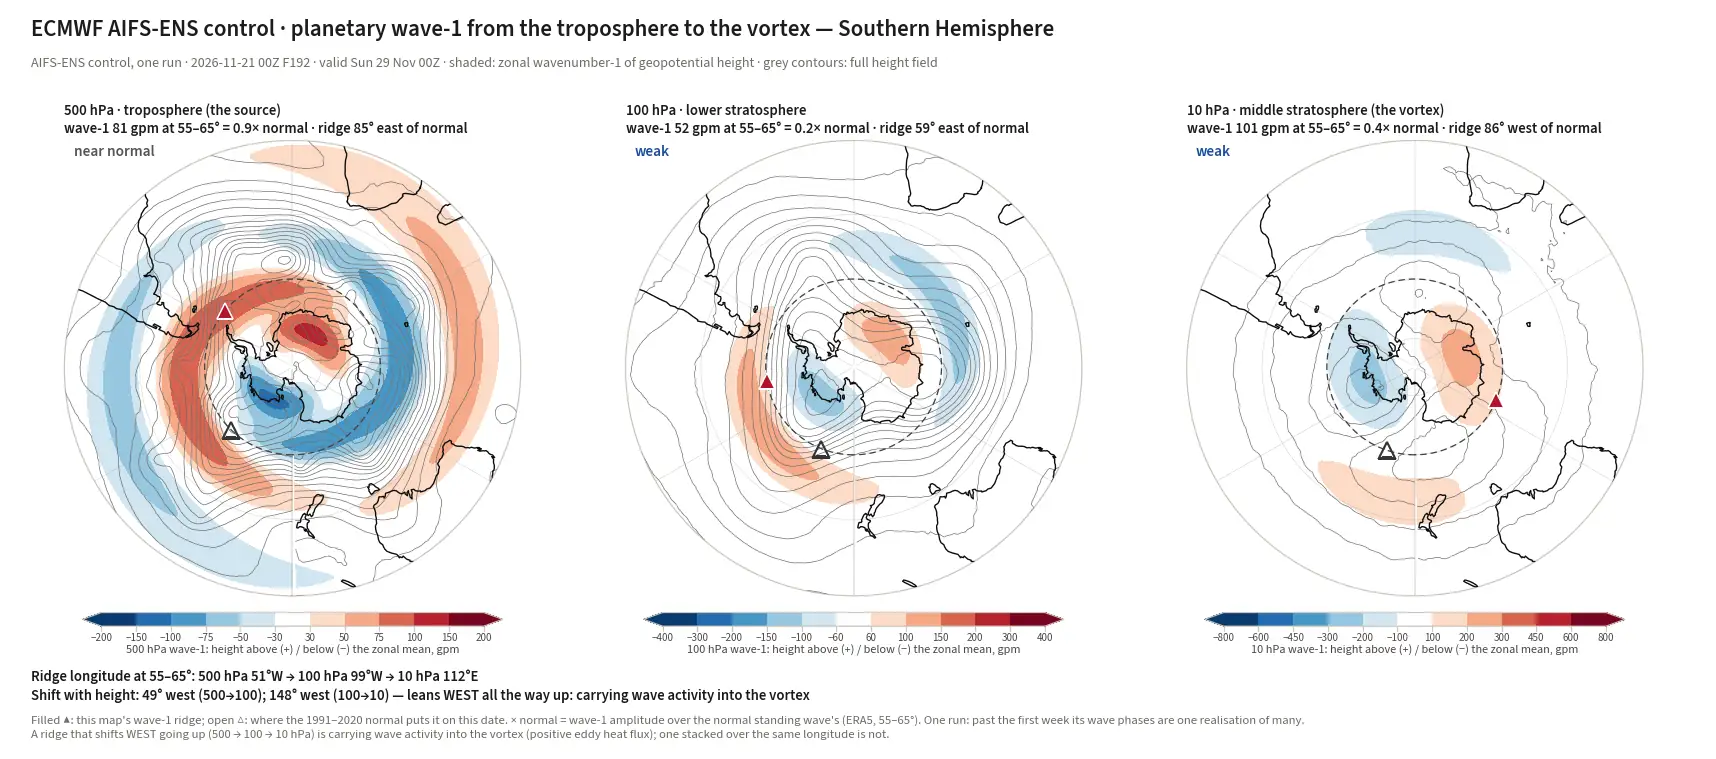 ECMWF AIFS-ENS control · planetary wave-1 from the troposphere to the vortex — Southern Hemisphere
AIFS-ENS control, one run · 2026-11-21 00Z F192 · valid Sun 29 Nov 00Z · shaded: zonal wavenumber-1 of geopotential height · grey contours: full height field
500 hPa · troposphere (the source)
wave-1 81 gpm at 55–65° = 0.9× normal · ridge 85° east of normal
near normal
100 hPa · lower stratosphere
wave-1 52 gpm at 55–65° = 0.2× normal · ridge 59° east of normal
weak
10 hPa · middle stratosphere (the vortex)
wave-1 101 gpm at 55–65° = 0.4× normal · ridge 86° west of normal
weak
−200 −150 −100 −75 −50 −30 30 50 75 100 150 200
500 hPa wave-1: height above (+) / below (−) the zonal mean, gpm
−400 −300 −200 −150 −100 −60 60 100 150 200 300 400
100 hPa wave-1: height above (+) / below (−) the zonal mean, gpm
−800 −600 −450 −300 −200 −100 100 200 300 450 600 800
10 hPa wave-1: height above (+) / below (−) the zonal mean, gpm
Ridge longitude at 55–65°: 500 hPa 51°W → 100 hPa 99°W → 10 hPa 112°E
Shift with height: 49° west (500→100); 148° west (100→10) — leans WEST all the way up: carrying wave activity into the vortex
Filled ▲: this map's wave-1 ridge; open △: where the 1991–2020 normal puts it on this date. × normal = wave-1 amplitude over the normal standing wave's (ERA5, 55–65°). One run: past the first week its wave phases are one realisation of many.
A ridge that shifts WEST going up (500 → 100 → 10 hPa) is carrying wave activity into the vortex (positive eddy heat flux); one stacked over the same longitude is not.